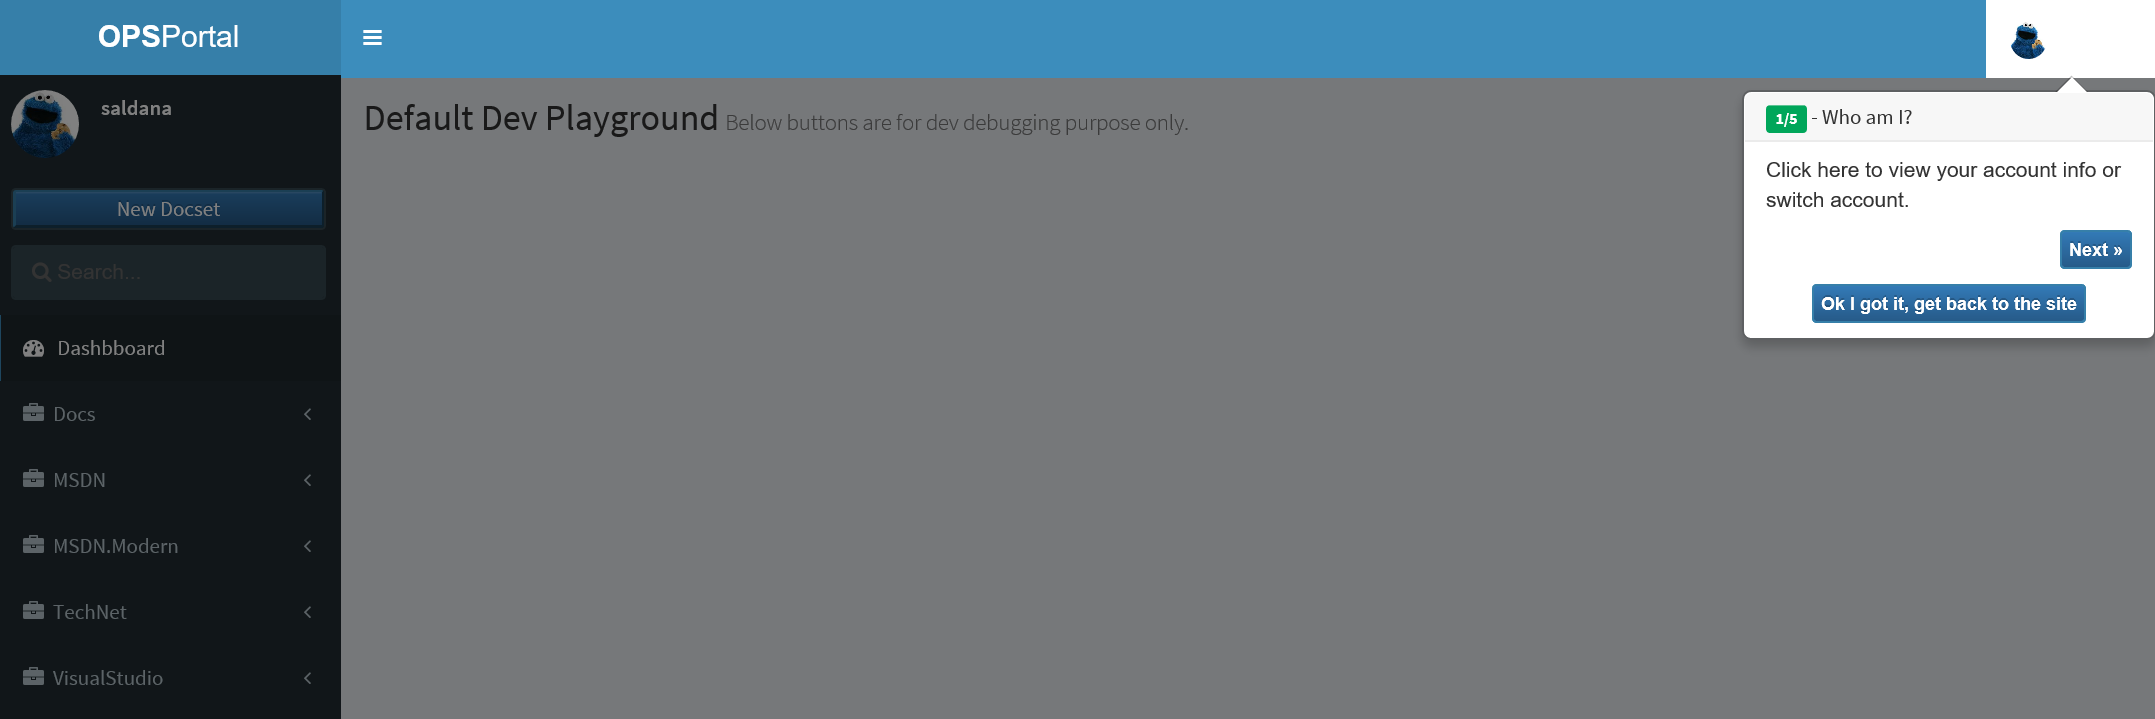 OPSPortal
saldana
New Docset
Search...
Dashbboard
Docs
MSDN
MSDN.Modern
TechNet
VisualStudio
Default Dev Playground Below buttons are for dev debugging purpose only.
1/5 - Who am I?
Click here to view your account info or
switch account.
Next »
Ok I got it, get back to the site